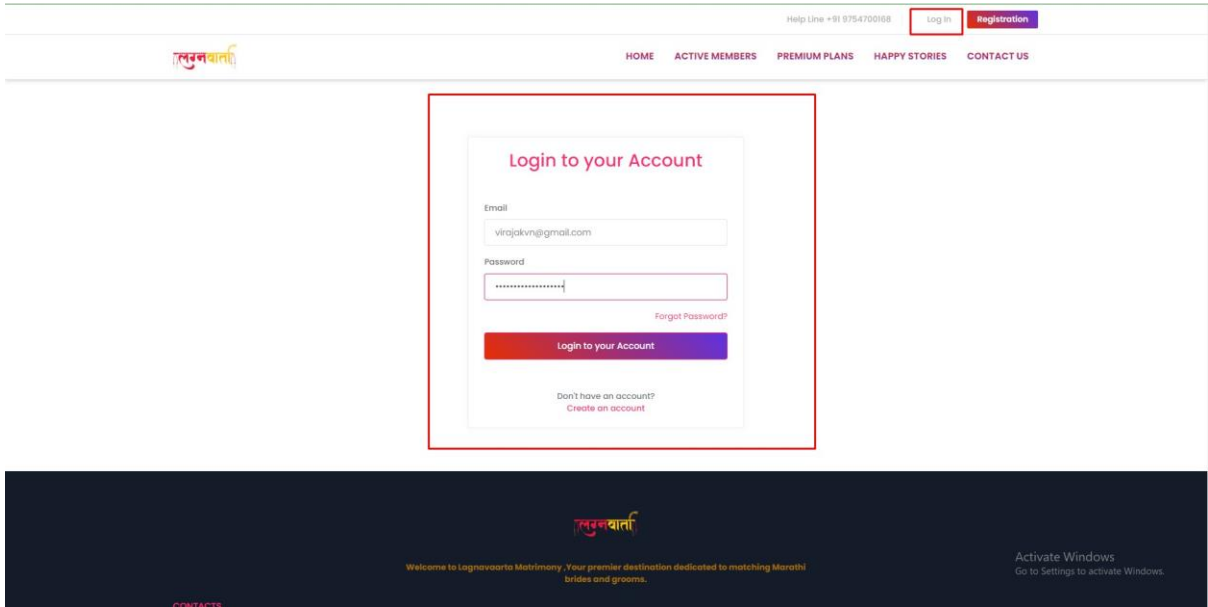 Help Line +91 9754700168
Log In
Registration
लग्नवार्ता
HOME ACTIVE MEMBERS PREMIUM PLANS HAPPY STORIES CONTACT US
Login to your Account
Email
virajakvn@gmail.com
Password
Forgot Password?
Login to your Account
Don't have an account?
Create an account
लग्नवार्ता
Welcome to Lagnavaarta Matrimony ,Your premier destination dedicated to matching Marathi
brides and grooms.
Activate Windows
Go to Settings to activate Windows.
CONTACTS